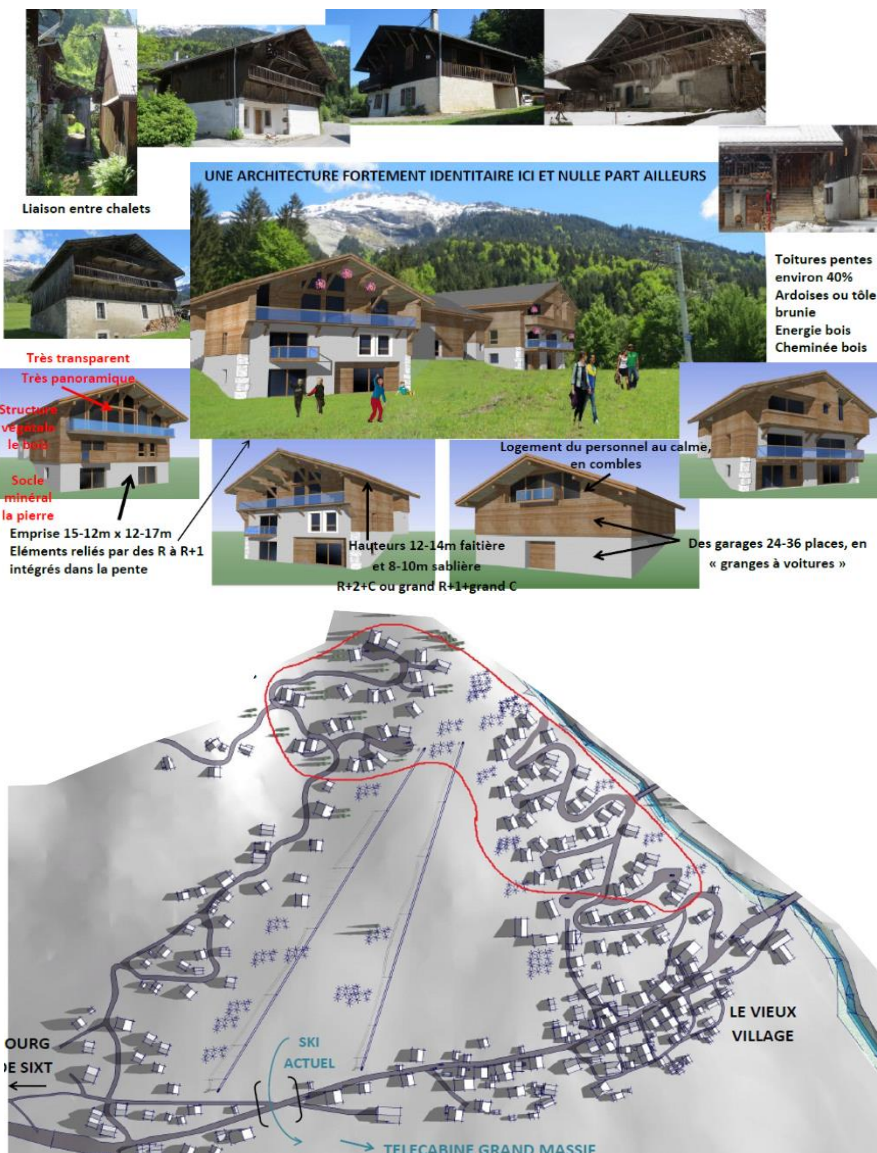 UNE ARCHITECTURE FORTEMENT IDENTITAIRE ICI ET NULLE PART AILLEURS
Liaison entre chalets
Toitures pentes
environ 40%
Ardoises ou tôle
brunie
Energie bois
Cheminée bois
Très transparent
Très panoramique
Structure
végétale
le bois
Socle
minéral
la pierre
Logement du personnel au calme,
en combles
Emprise 15-12m x 12-17m
Eléments reliés par des R à R+1
intégrés dans la pente
Hauteurs 12-14m faitière
et 8-10m sablière
R+2+C ou grand R+1+grand C
Des garages 24-36 places, en
« granges à voitures »
LE VIEUX
VILLAGE
OURG
DE SIXT
SKI
ACTUEL
TELECABINE GRAND MASSIF